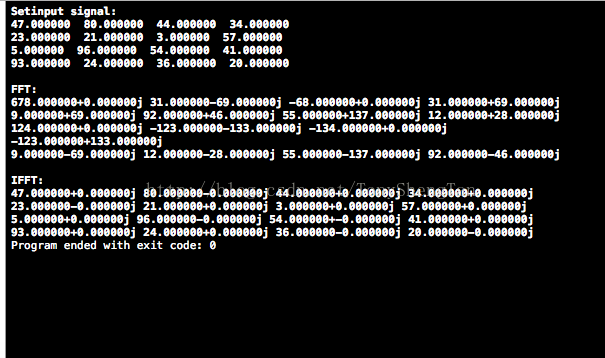 Setinput signal:
47.000000 80.000000 44.000000 34.000000
23.000000 21.000000 3.000000 57.000000
5.000000 96.000000 54.000000 41.000000
93.000000 24.000000 36.000000 20.000000
FFT:
678.000000+0.000000j 31.000000-69.000000j -68.000000+0.000000j 31.000000+69.000000j
9.000000+69.000000j 92.000000+46.000000j 55.000000+137.000000j 12.000000+28.000000j
124.000000+0.000000j -123.000000-133.000000j -134.000000+0.000000j
-123.000000+133.000000j
9.000000-69.000000j 12.000000-28.000000j 55.000000-137.000000j 92.000000-46.000000j
IFFT:
47.000000+0.000000j 80.000000-0.000000j 44.000000+0.000000j 34.000000+0.000000j
23.000000-0.000000j 21.000000+0.000000j 3.000000+0.000000j 57.000000+0.000000j
5.000000+0.000000j 96.000000-0.000000j 54.000000+-0.000000j 41.000000+0.000000j
93.000000+0.000000j 24.000000+0.000000j 36.000000-0.000000j 20.000000-0.000000j
Program ended with exit code: 0